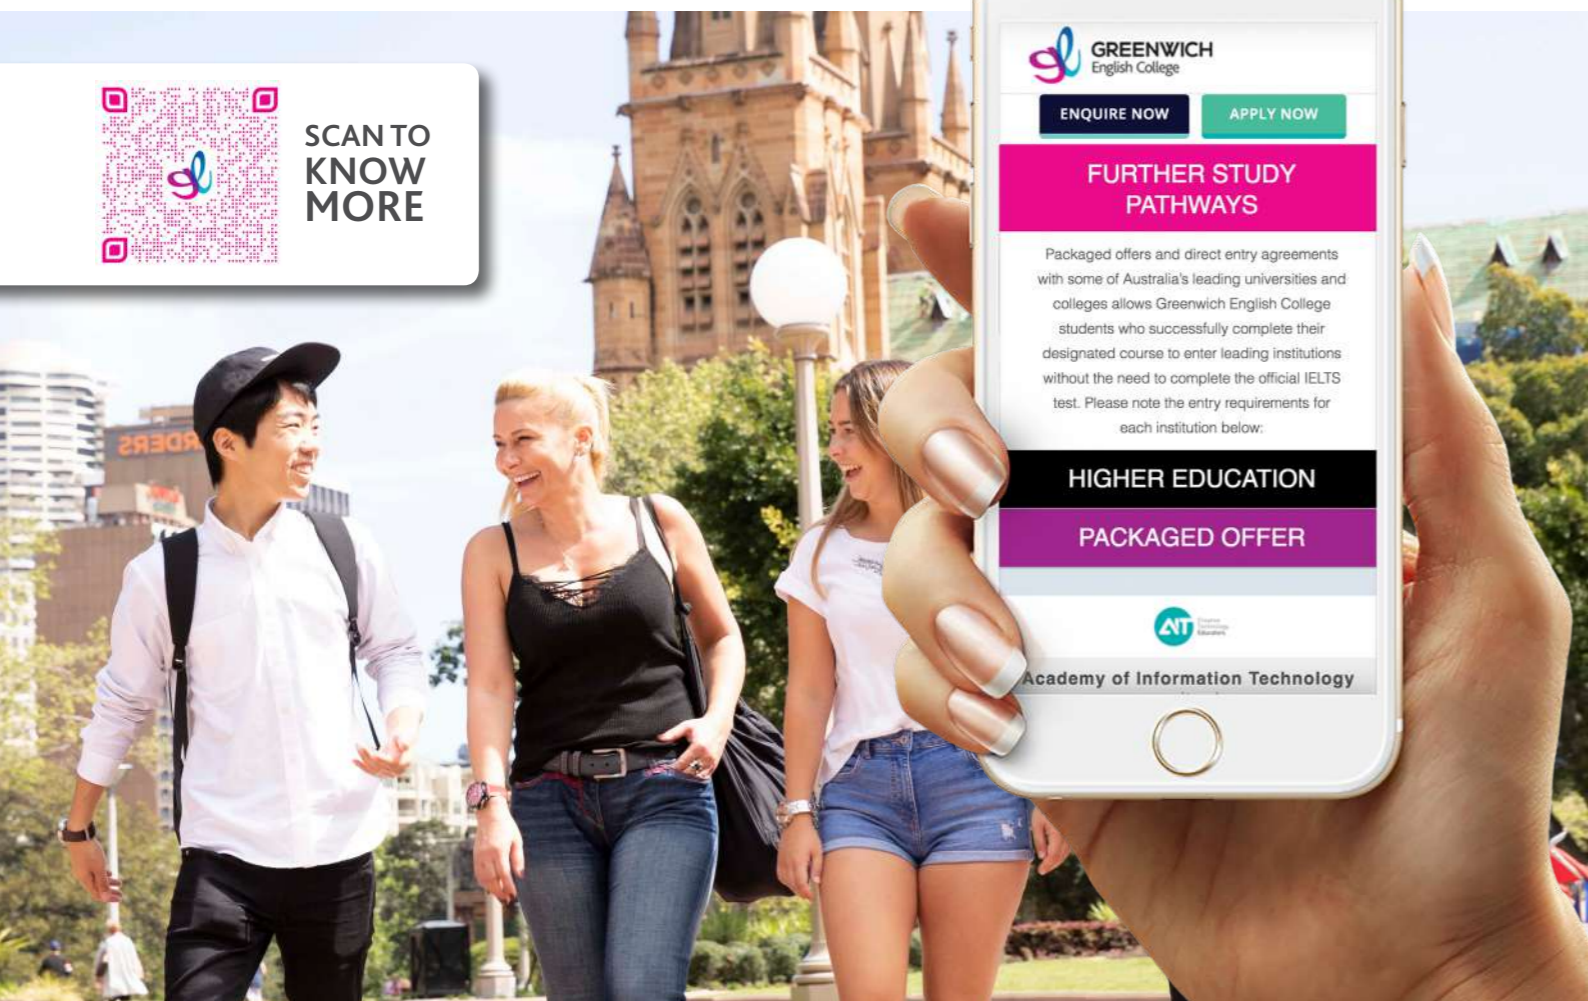 SCAN TO
KNOW
MORE
GREENWICH
English College
ENQUIRE NOW
APPLY NOW
FURTHER STUDY
PATHWAYS
Packaged offers and direct entry agreements
with some of Australia's leading universities and
colleges allows Greenwich English College
students who successfully complete their
designated course to enter leading institutions
without the need to complete the official IELTS
test. Please note the entry requirements for
each institution below:
HIGHER EDUCATION
PACKAGED OFFER
AIT
Creative
Technology
Educators
Academy of Information Technology